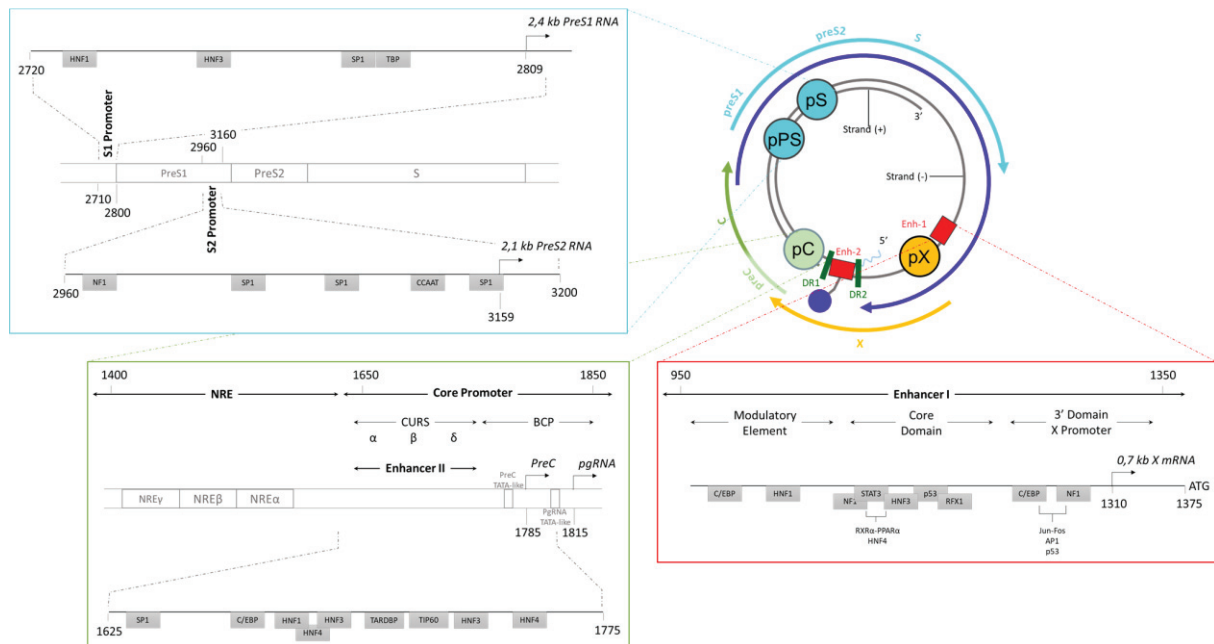 2,4 kb PreS1 RNA
HNF1
HNF3
SP1
TBP
2720
2809
S1 Promoter
3160
2960
PreS1
PreS2
S
2710
2800
S2 Promoter
2,1 kb PreS2 RNA
2960
NF1
SP1
SP1
CCAAT
SP1
3200
3159
preS2
S
preS1
pS
3’
Strand (+)
pPS
Strand (-)
C
Enh-1
pC
Enh-2
5’
pX
preC
DR1
DR2
X
1400
1650
1815
1850
NRE
Core Promoter
CURS
BCP
α
β
δ
Enhancer II
PreC
pgRNA
PreC
TATA-like
NREγ
NREβ
NREα
PgRNA
TATA-like
1785
1815
SP1
C/EBP
HNF1
HNF3
TARDBP
TIP60
HNF3
HNF4
HNF4
1625
1775
950
1350
Enhancer I
Modulatory
Element
Core
Domain
3’ Domain
X Promoter
0,7 kb X mRNA
ATG
C/EBP
HNF1
STAT3
p53
C/EBP
NF1
NF1
HNF3
RFX1
1310
1375
RXRα-PPARα
HNF4
Jun-Fos
AP1
p53